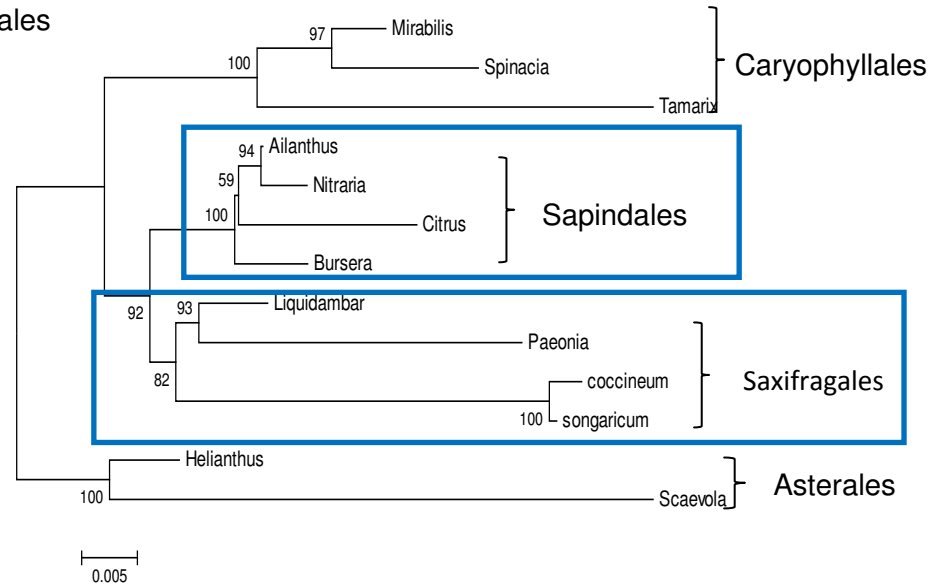 ales
97
Mirabilis
100
Spinacia
Caryophyllales
Tamarix
94
Ailanthus
59
Nitraria
100
Citrus
Sapindales
Bursera
92
93
Liquidambar
Paeonia
82
coccineum
Saxifragales
100
songaricum
Helianthus
100
Scaevola
Asterales
0.005